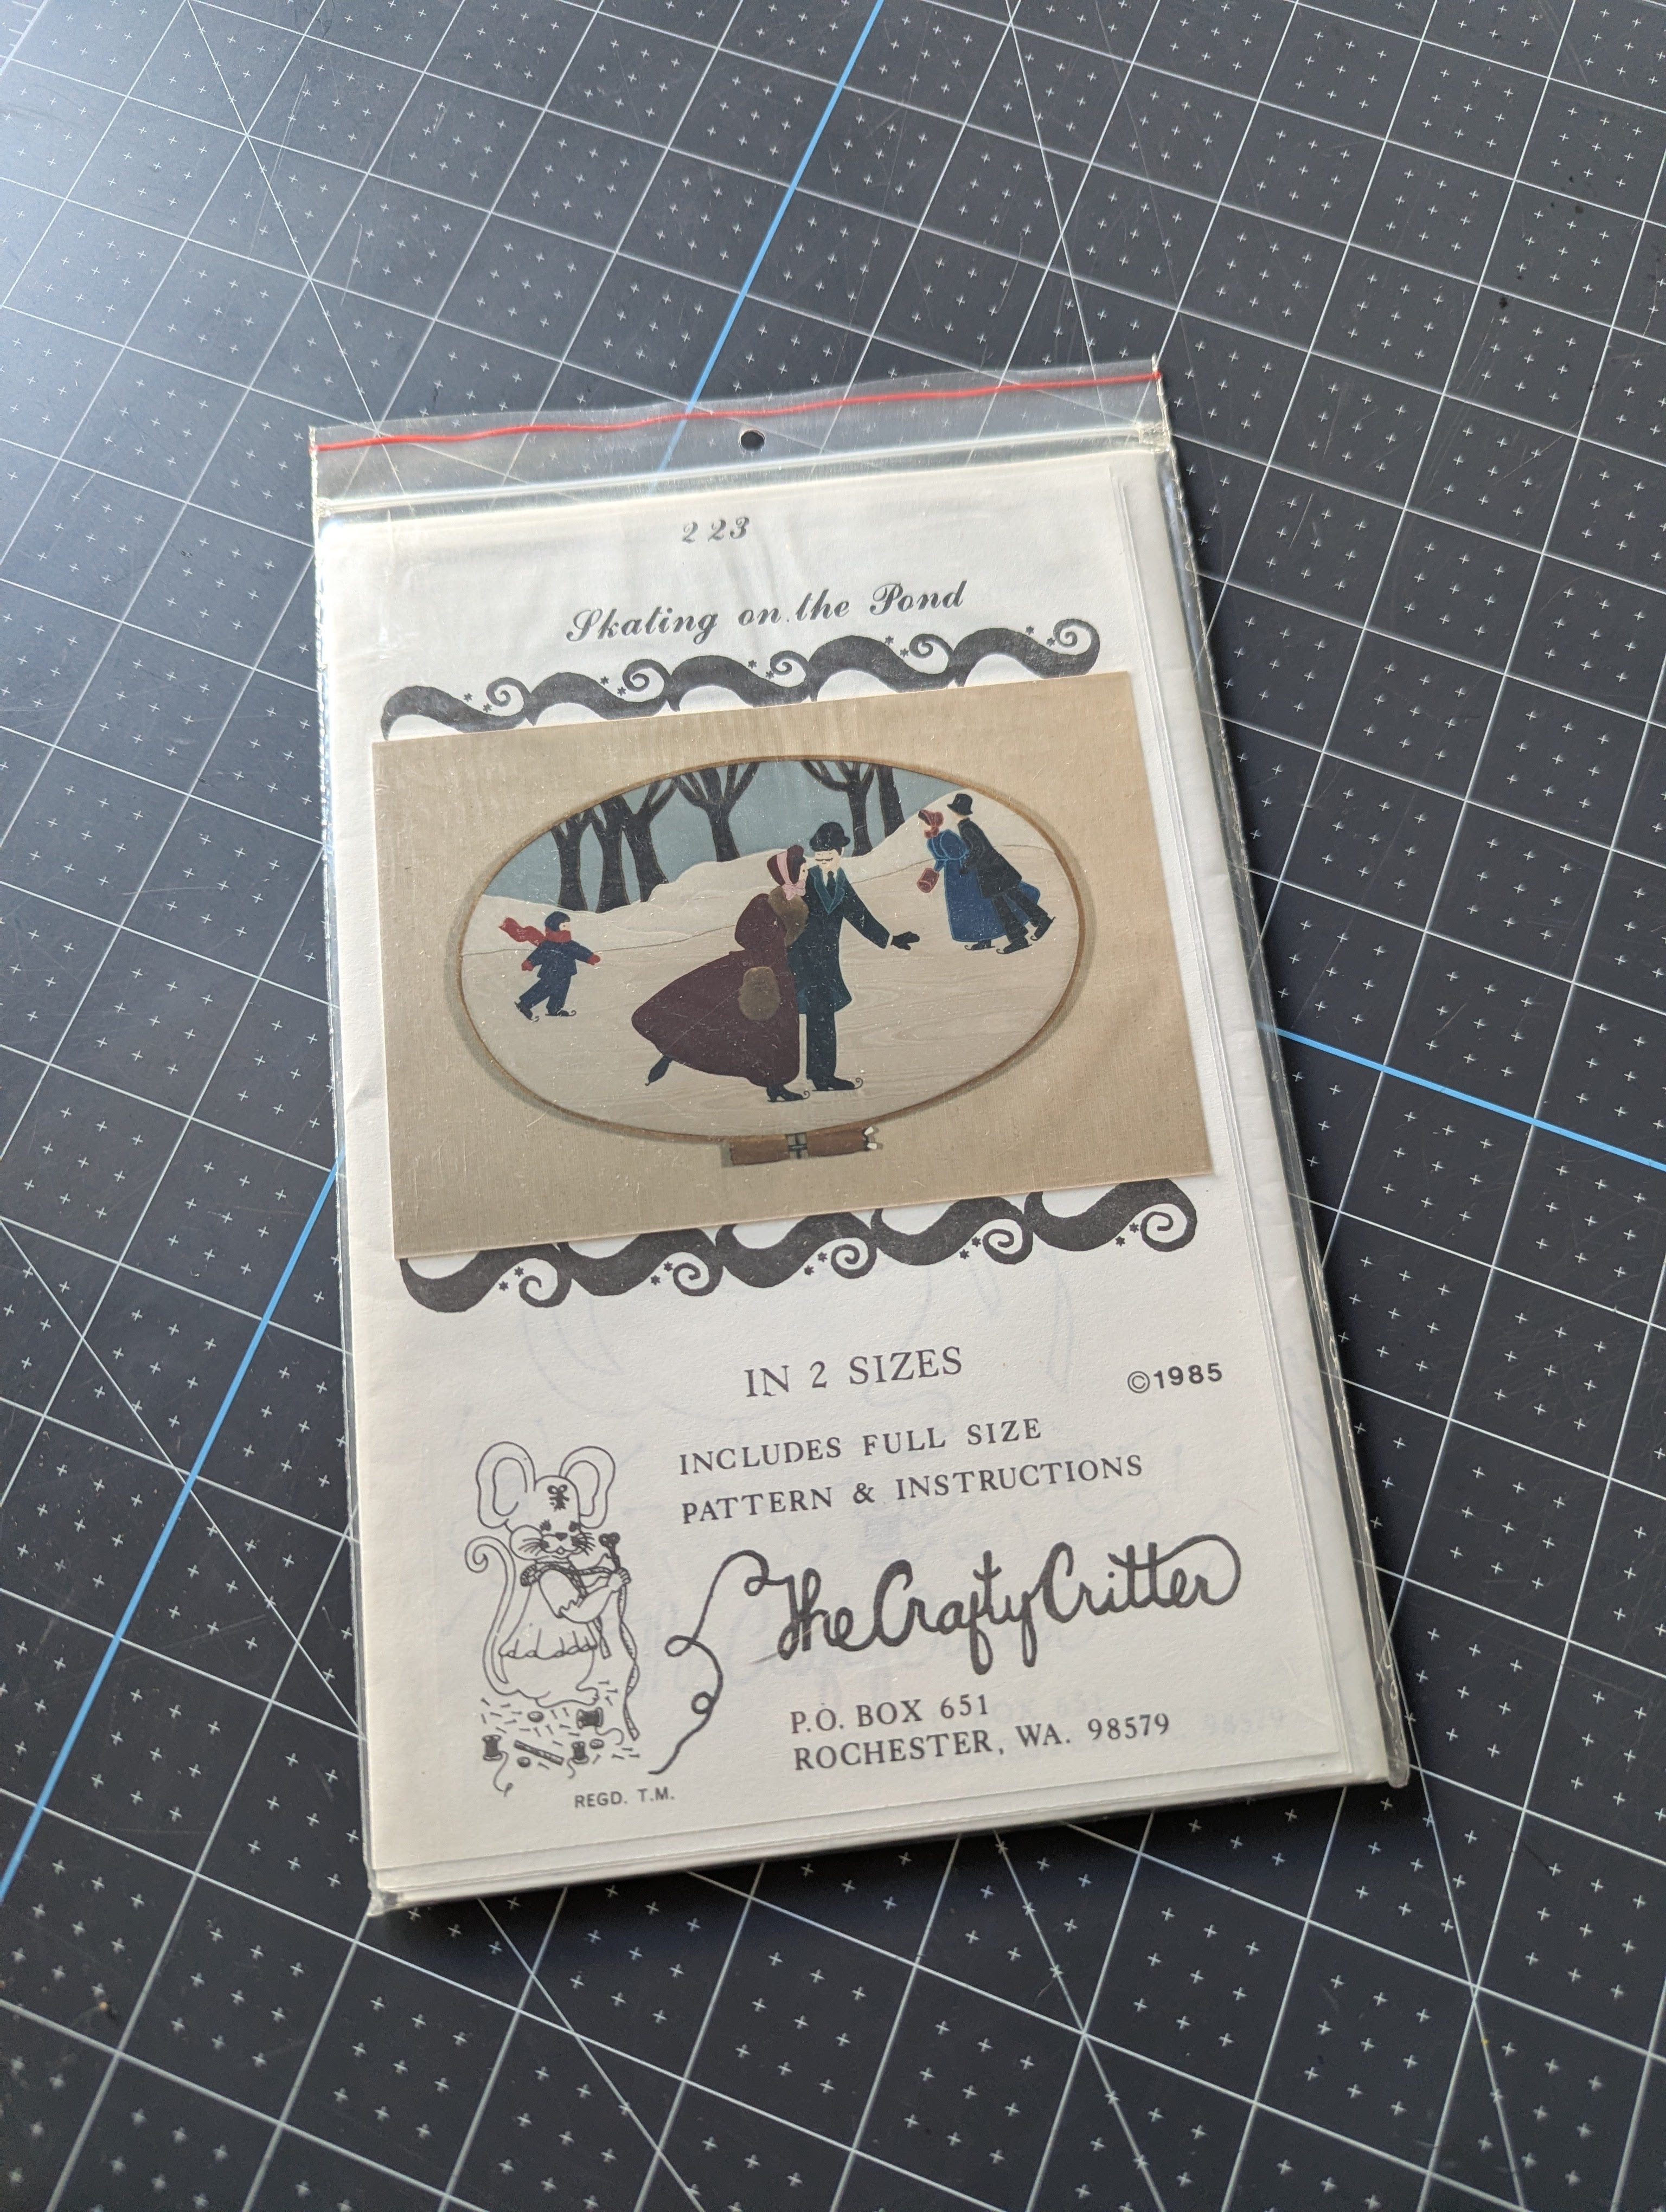 223
Skating on the Pond
IN 2 SIZES
©1985
INCLUDES FULL SIZE
PATTERN & INSTRUCTIONS
The Crafty Critter
P.O. BOX 651
ROCHESTER, WA. 98579
REGD. T.M.